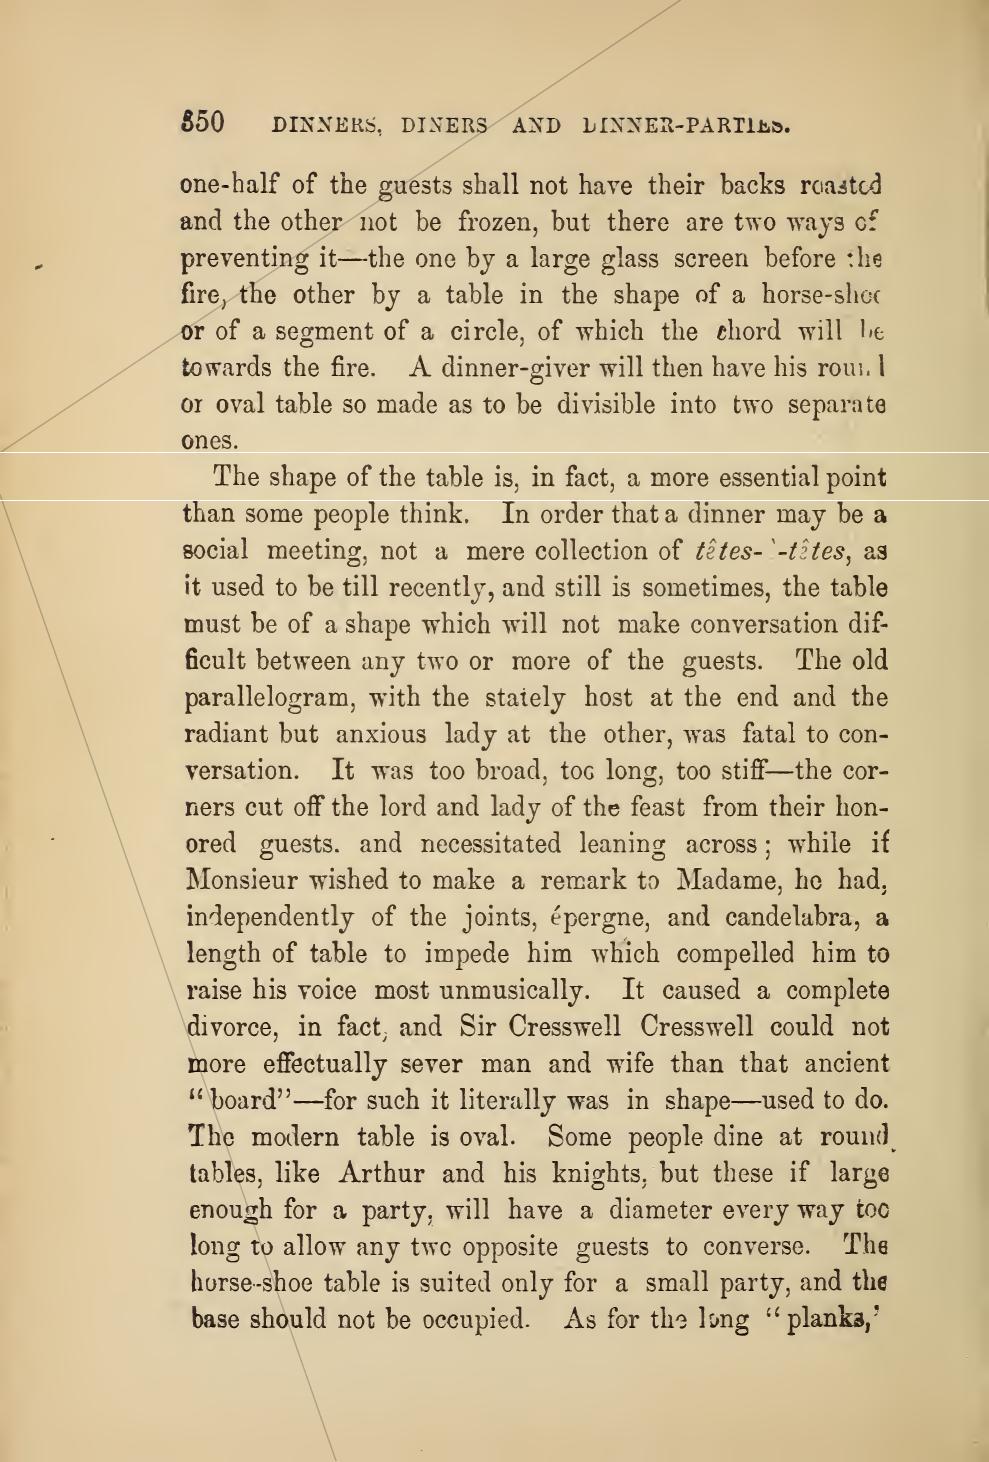 350 DINNERS, DINERS AND DINNER-PARTIES.
one-half of the guests shall not have their backs roasted
and the other not be frozen, but there are two ways of
preventing it—the one by a large glass screen before the
fire, the other by a table in the shape of a horse-shoe
or of a segment of a circle, of which the chord will be
towards the fire. A dinner-giver will then have his round
or oval table so made as to be divisible into two separate
ones.
The shape of the table is, in fact, a more essential point
than some people think. In order that a dinner may be a
social meeting, not a mere collection of têtes-à-têtes, as
it used to be till recently, and still is sometimes, the table
must be of a shape which will not make conversation dif-
ficult between any two or more of the guests. The old
parallelogram, with the stately host at the end and the
radiant but anxious lady at the other, was fatal to con-
versation. It was too broad, too long, too stiff—the cor-
ners cut off the lord and lady of the feast from their hon-
ored guests. and necessitated leaning across; while if
Monsieur wished to make a remark to Madame, he had,
independently of the joints, épergne, and candelabra, a
length of table to impede him which compelled him to
raise his voice most unmusically. It caused a complete
divorce, in fact, and Sir Cresswell Cresswell could not
more effectually sever man and wife than that ancient
"board"—for such it literally was in shape—used to do.
The modern table is oval. Some people dine at round
tables, like Arthur and his knights, but these if large
enough for a party, will have a diameter every way too
long to allow any two opposite guests to converse. The
horse-shoe table is suited only for a small party, and the
base should not be occupied. As for the long "planks,'